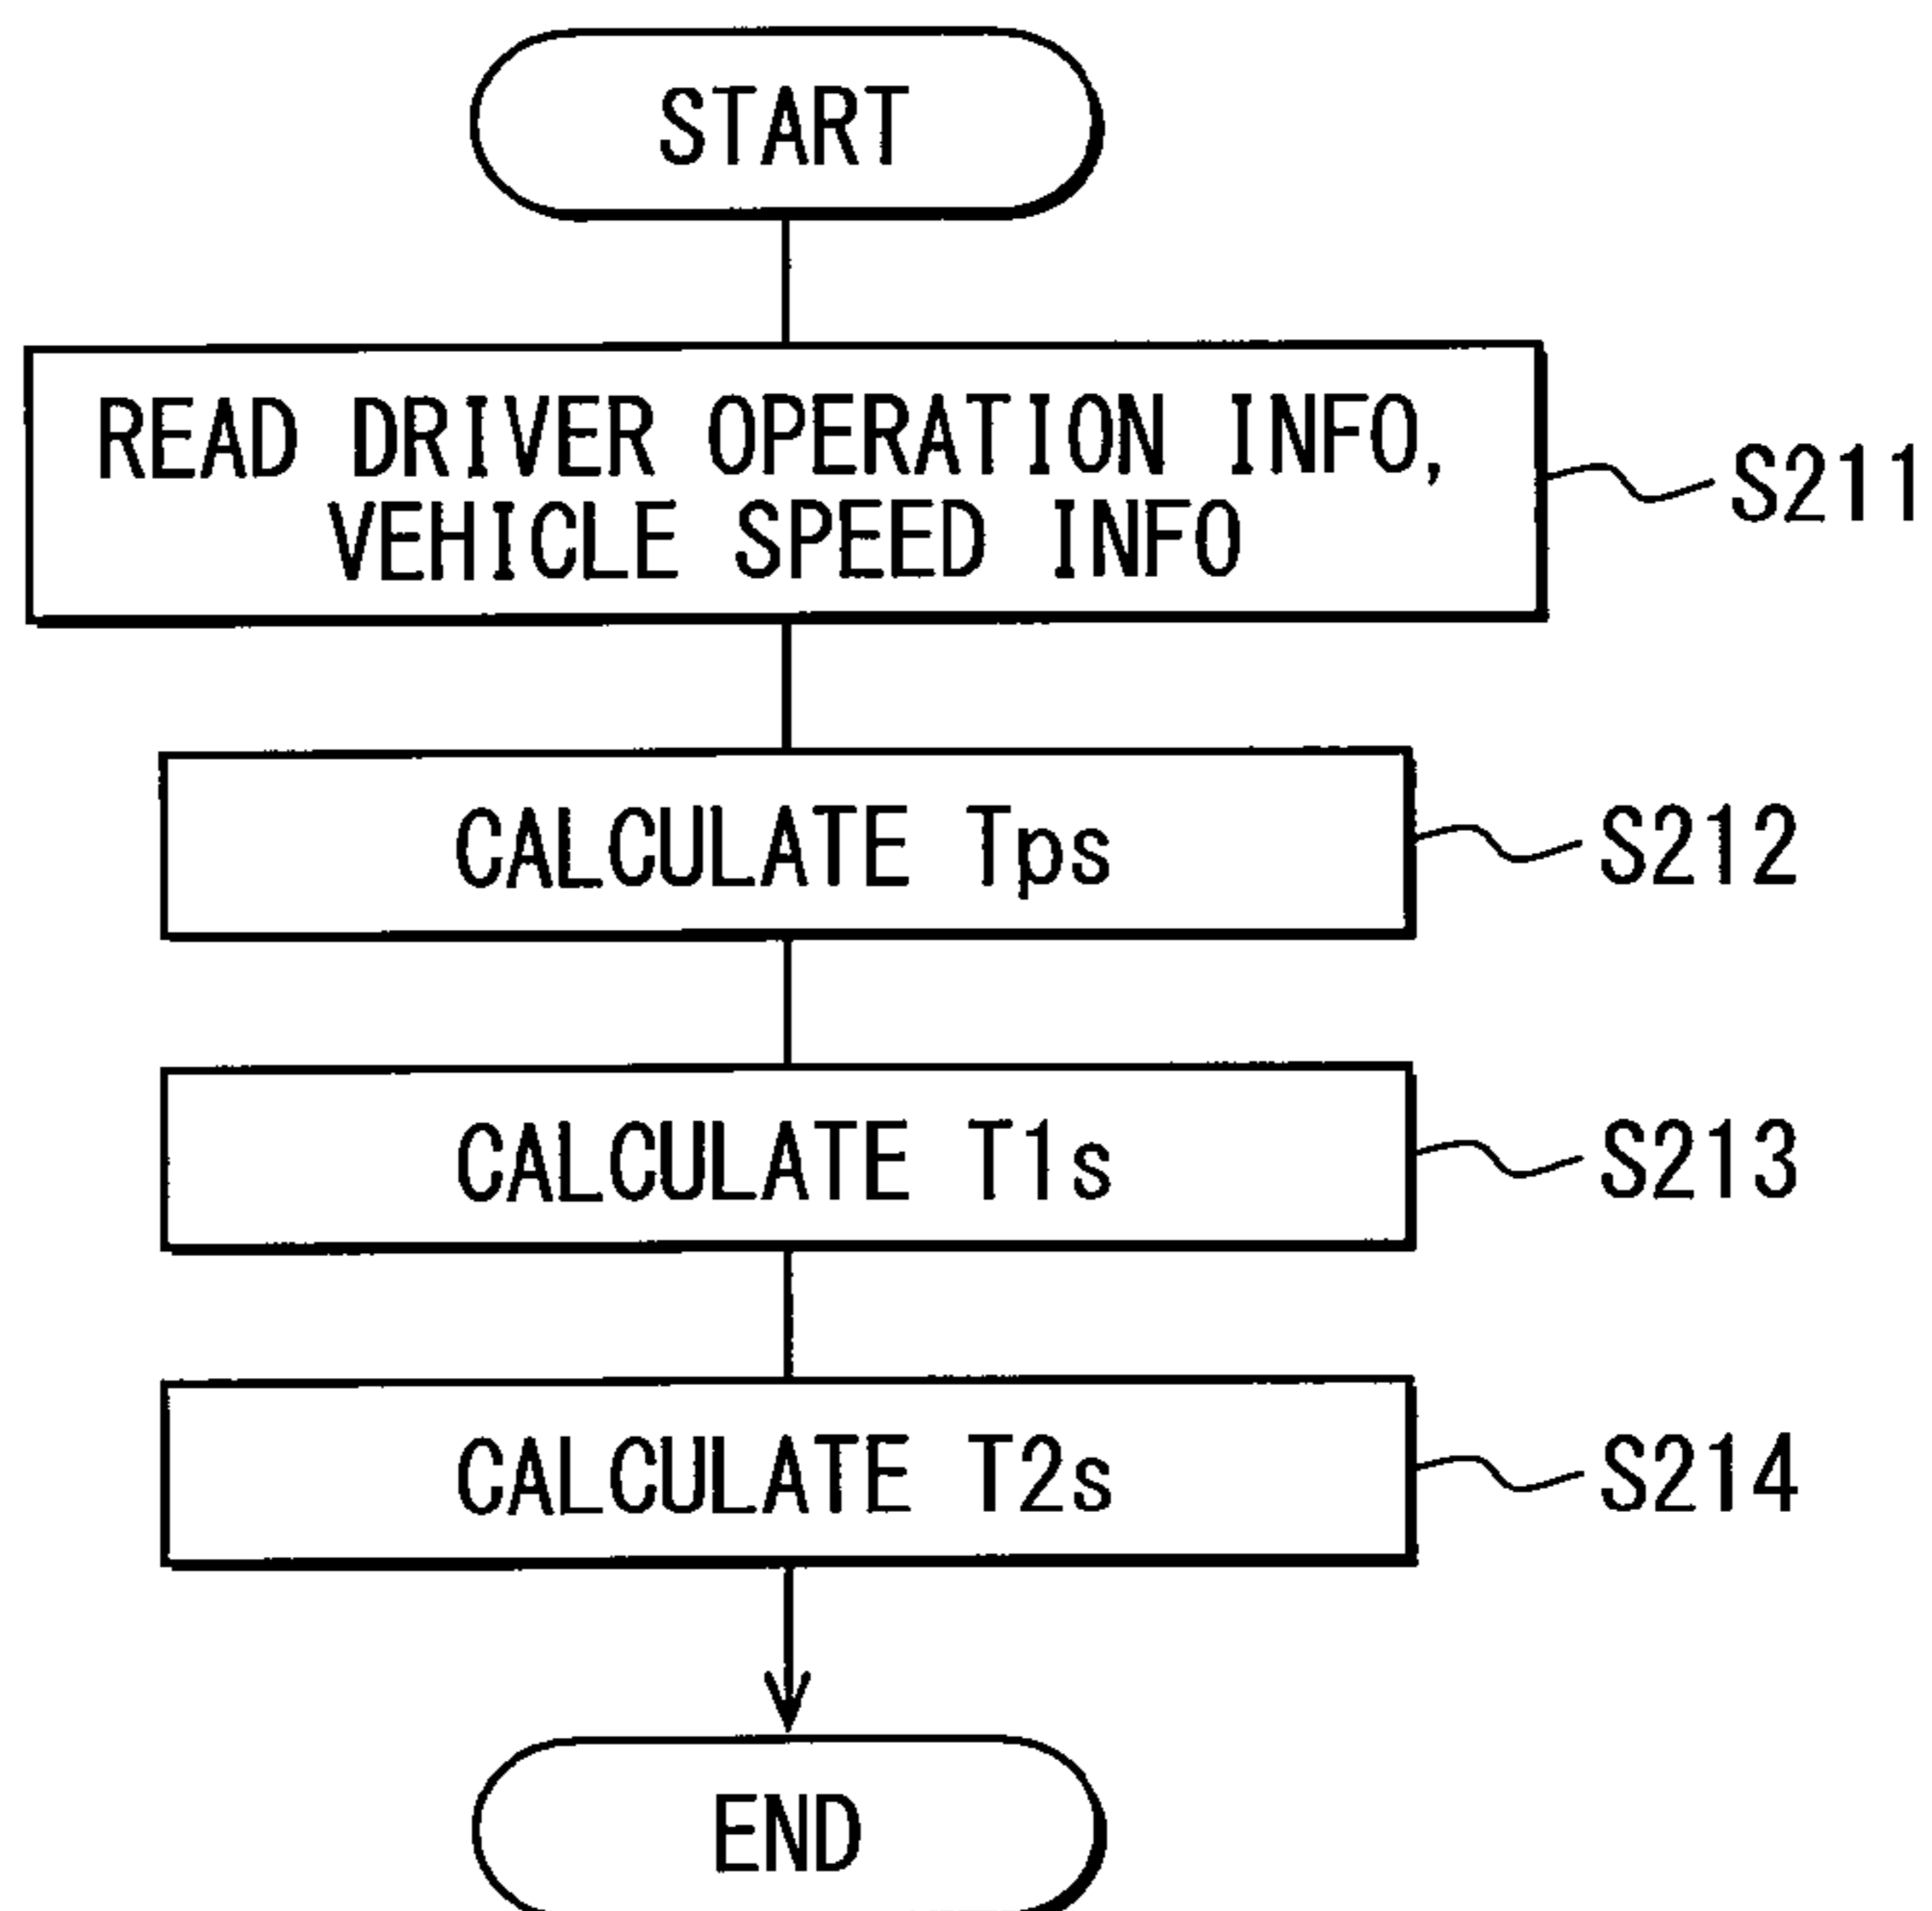 START
READ DRIVER OPERATION INFO,
VEHICLE SPEED INFO
S211
CALCULATE Tps
S212
CALCULATE T1s
S213
CALCULATE T2s
S214
END